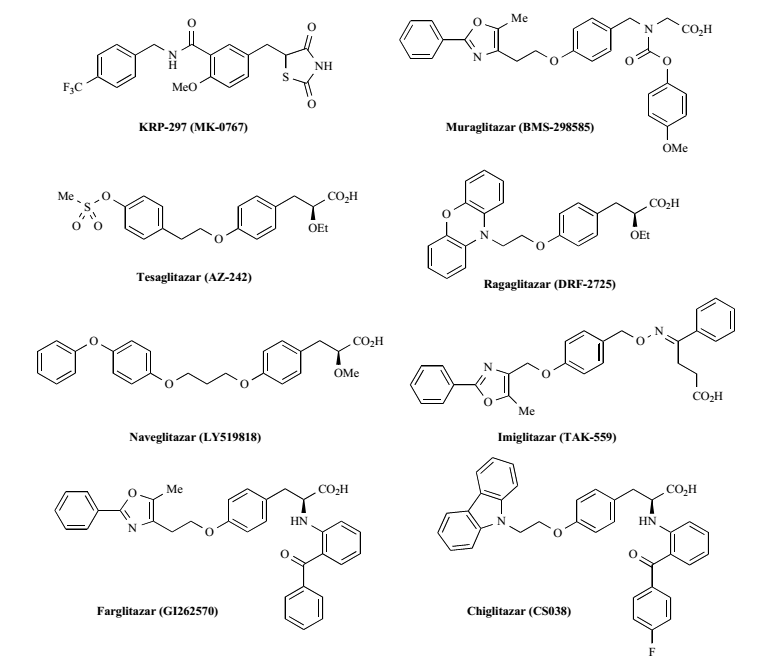 O
O
N
H
NH
F3C
MeO
S
O
KRP-297 (MK-0767)
O
Me
N
O
N
CO2H
O
O
OMe
Muraglitazar (BMS-298585)
Me
O
S
O
O
O
CO2H
OEt
Tesaglitazar (AZ-242)
O
N
O
CO2H
OEt
Ragaglitazar (DRF-2725)
O
O
O
CO2H
OMe
Naveglitazar (LY519818)
O
N
N
O
O
Me
CO2H
Imiglitazar (TAK-559)
O
Me
N
O
CO2H
HN
O
Farglitazar (GI262570)
N
O
CO2H
HN
O
F
Chiglitazar (CS038)